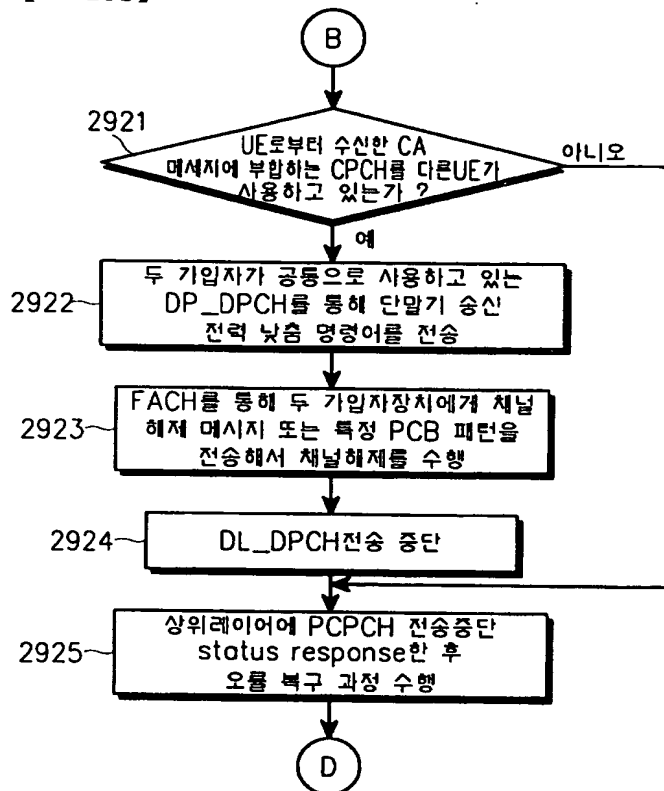 B
2921
UE로부터 수신한 CA
메세지에 부합하는 CPCH를 다른UE가
사용하고 있는가 ?
아니오
예
2922
두 가입자가 공통으로 사용하고 있는
DP_DPCH를 통해 단말기 송신
전력 낮춤 명령어를 전송
2923
FACH를 통해 두 가입자장치에게 채널
해제 메시지 또는 특정 PCB 패턴을
전송해서 채널해제를 수행
2924
DL_DPCH전송 중단
2925
상위레이어에 PCPCH 전송중단
status response한 후
오률 복구 과정 수행
D